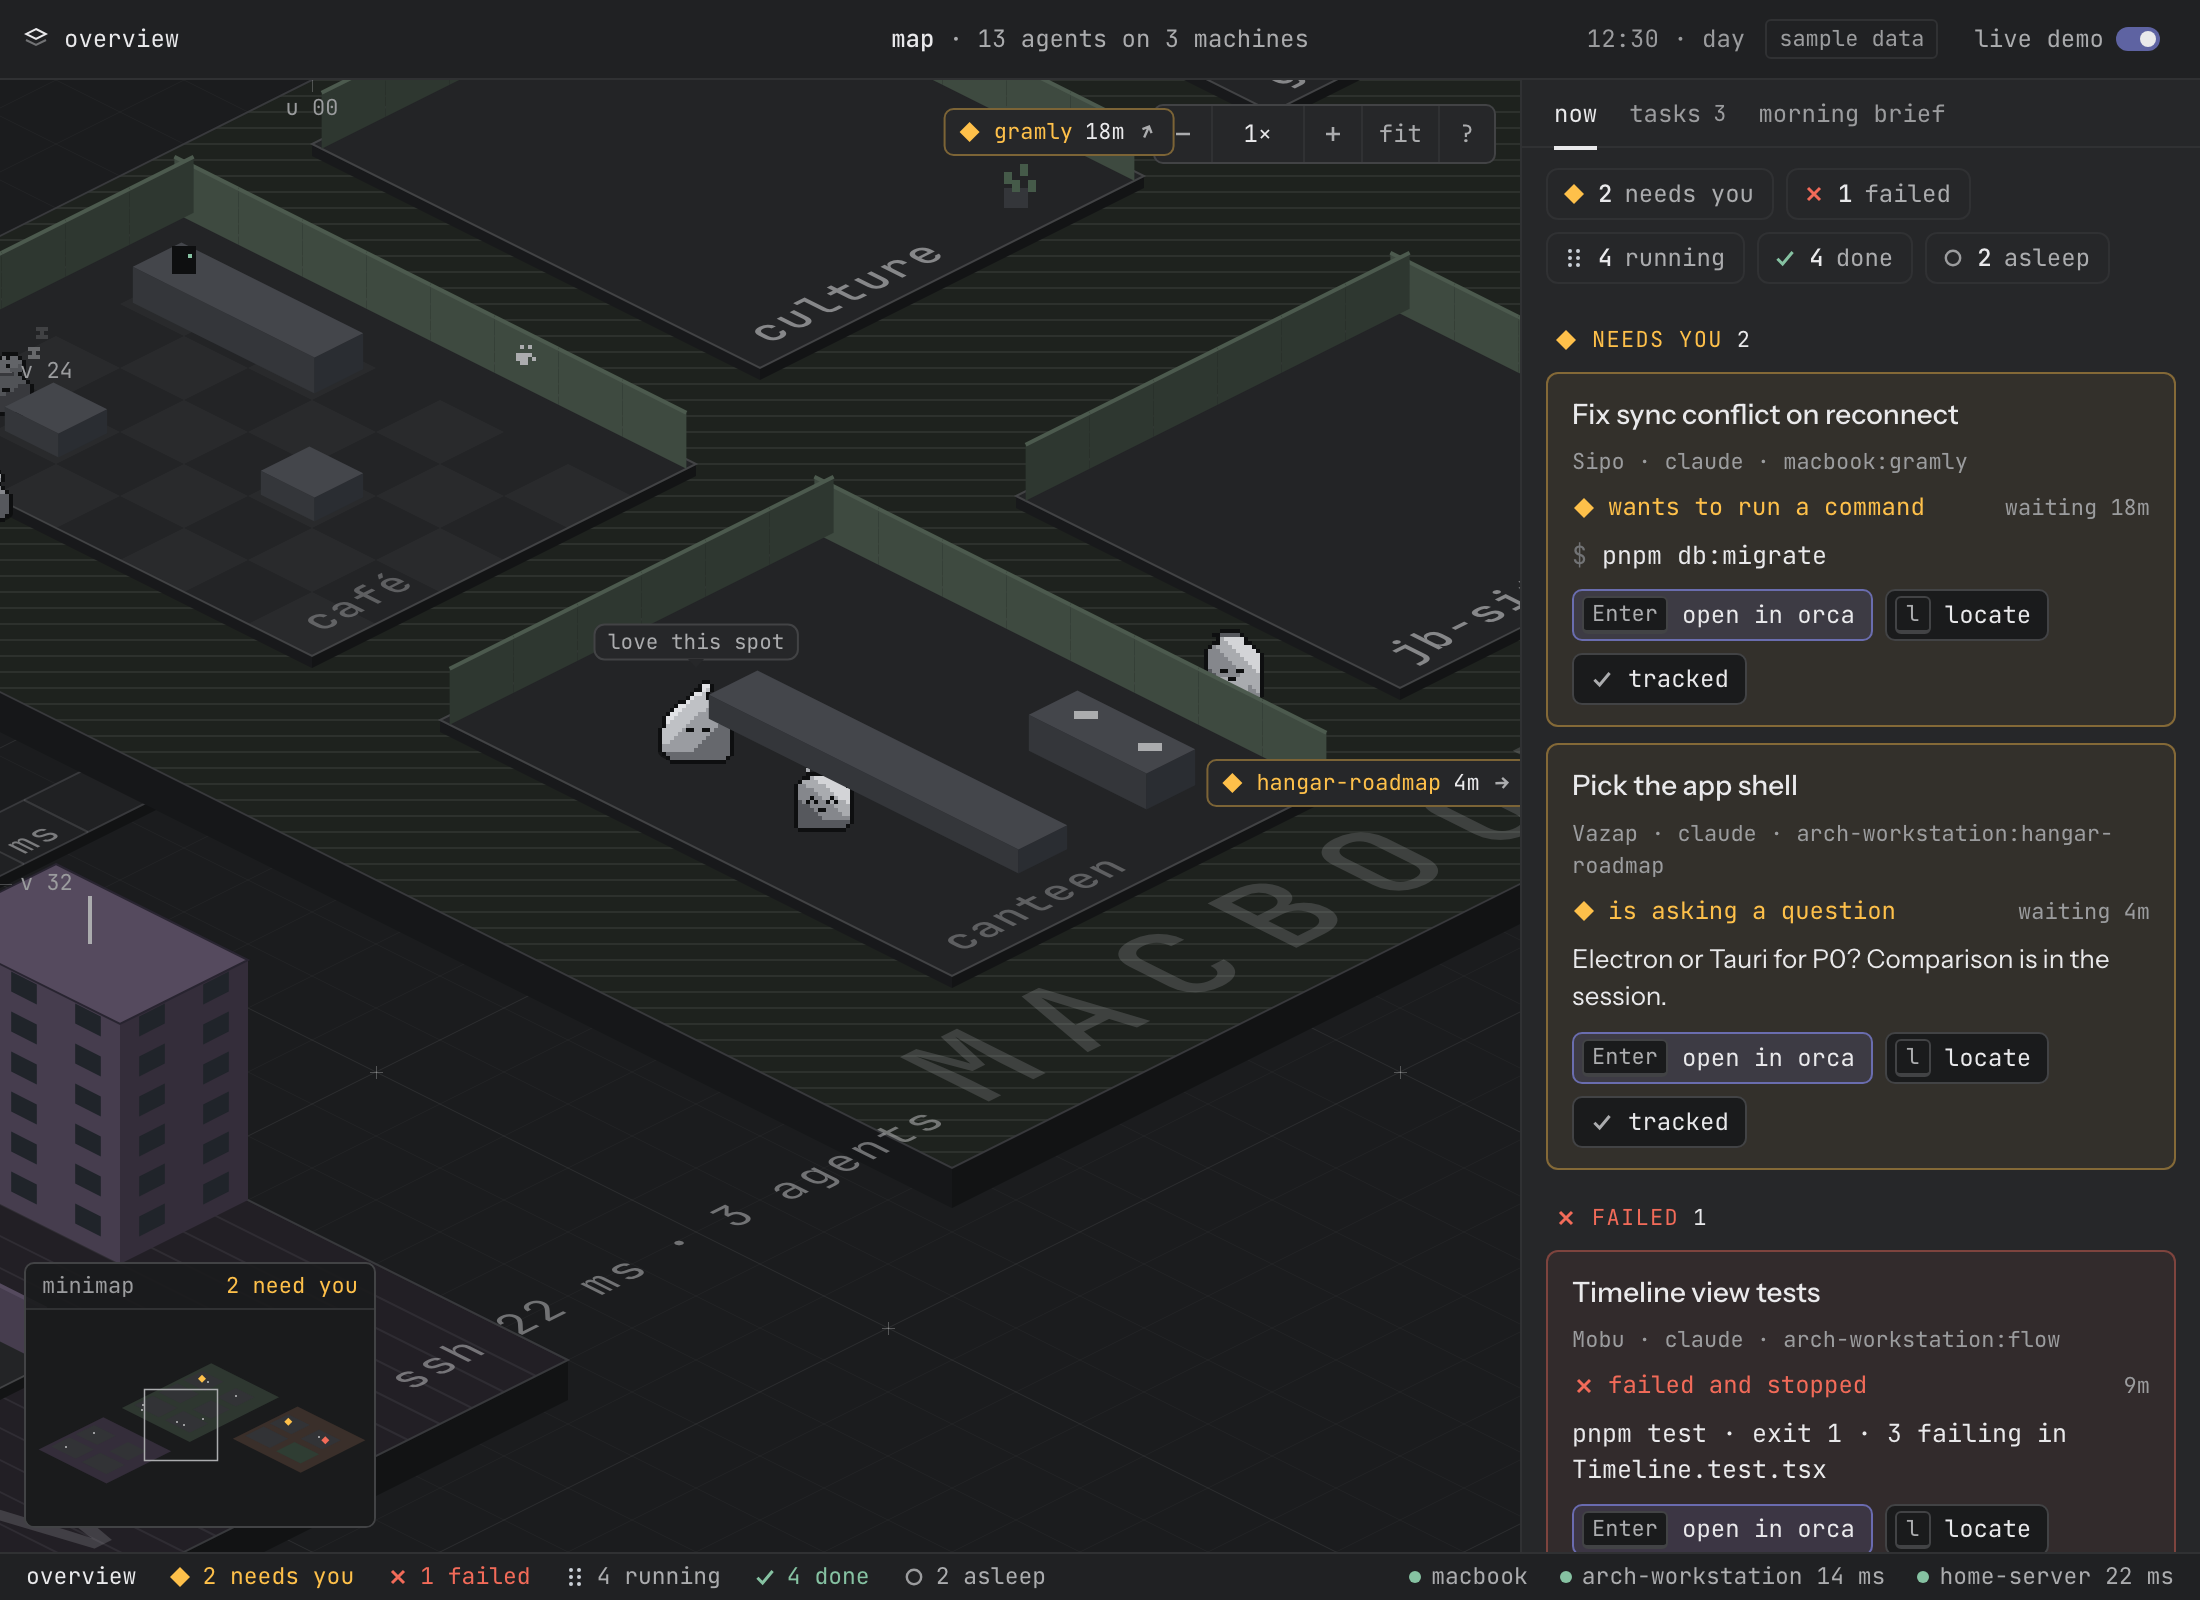 overview
map · 13 agents on 3 machines
12:30 · day
sample data
live demo
u 00
gramly 18m
1×
+
fit
?
culture
v 24
café
love this spot
jb-si
hangar-roadmap 4m →
canteen
MACBO
ms
v 32
ssh 22 ms · 3 agents
minimap
2 need you
now
tasks 3
morning brief
2 needs you
1 failed
4 running
4 done
2 asleep
NEEDS YOU 2
Fix sync conflict on reconnect
Sipo · claude · macbook:gramly
wants to run a command
waiting 18m
$ pnpm db:migrate
Enter open in orca
l locate
tracked
Pick the app shell
Vazap · claude · arch-workstation:hangar-
roadmap
is asking a question
waiting 4m
Electron or Tauri for P0? Comparison is in the
session.
Enter open in orca
l locate
tracked
FAILED 1
Timeline view tests
Mobu · claude · arch-workstation:flow
failed and stopped
9m
pnpm test · exit 1 · 3 failing in
Timeline.test.tsx
Enter open in orca
l locate
overview
2 needs you
1 failed
4 running
4 done
2 asleep
macbook
arch-workstation 14 ms
home-server 22 ms